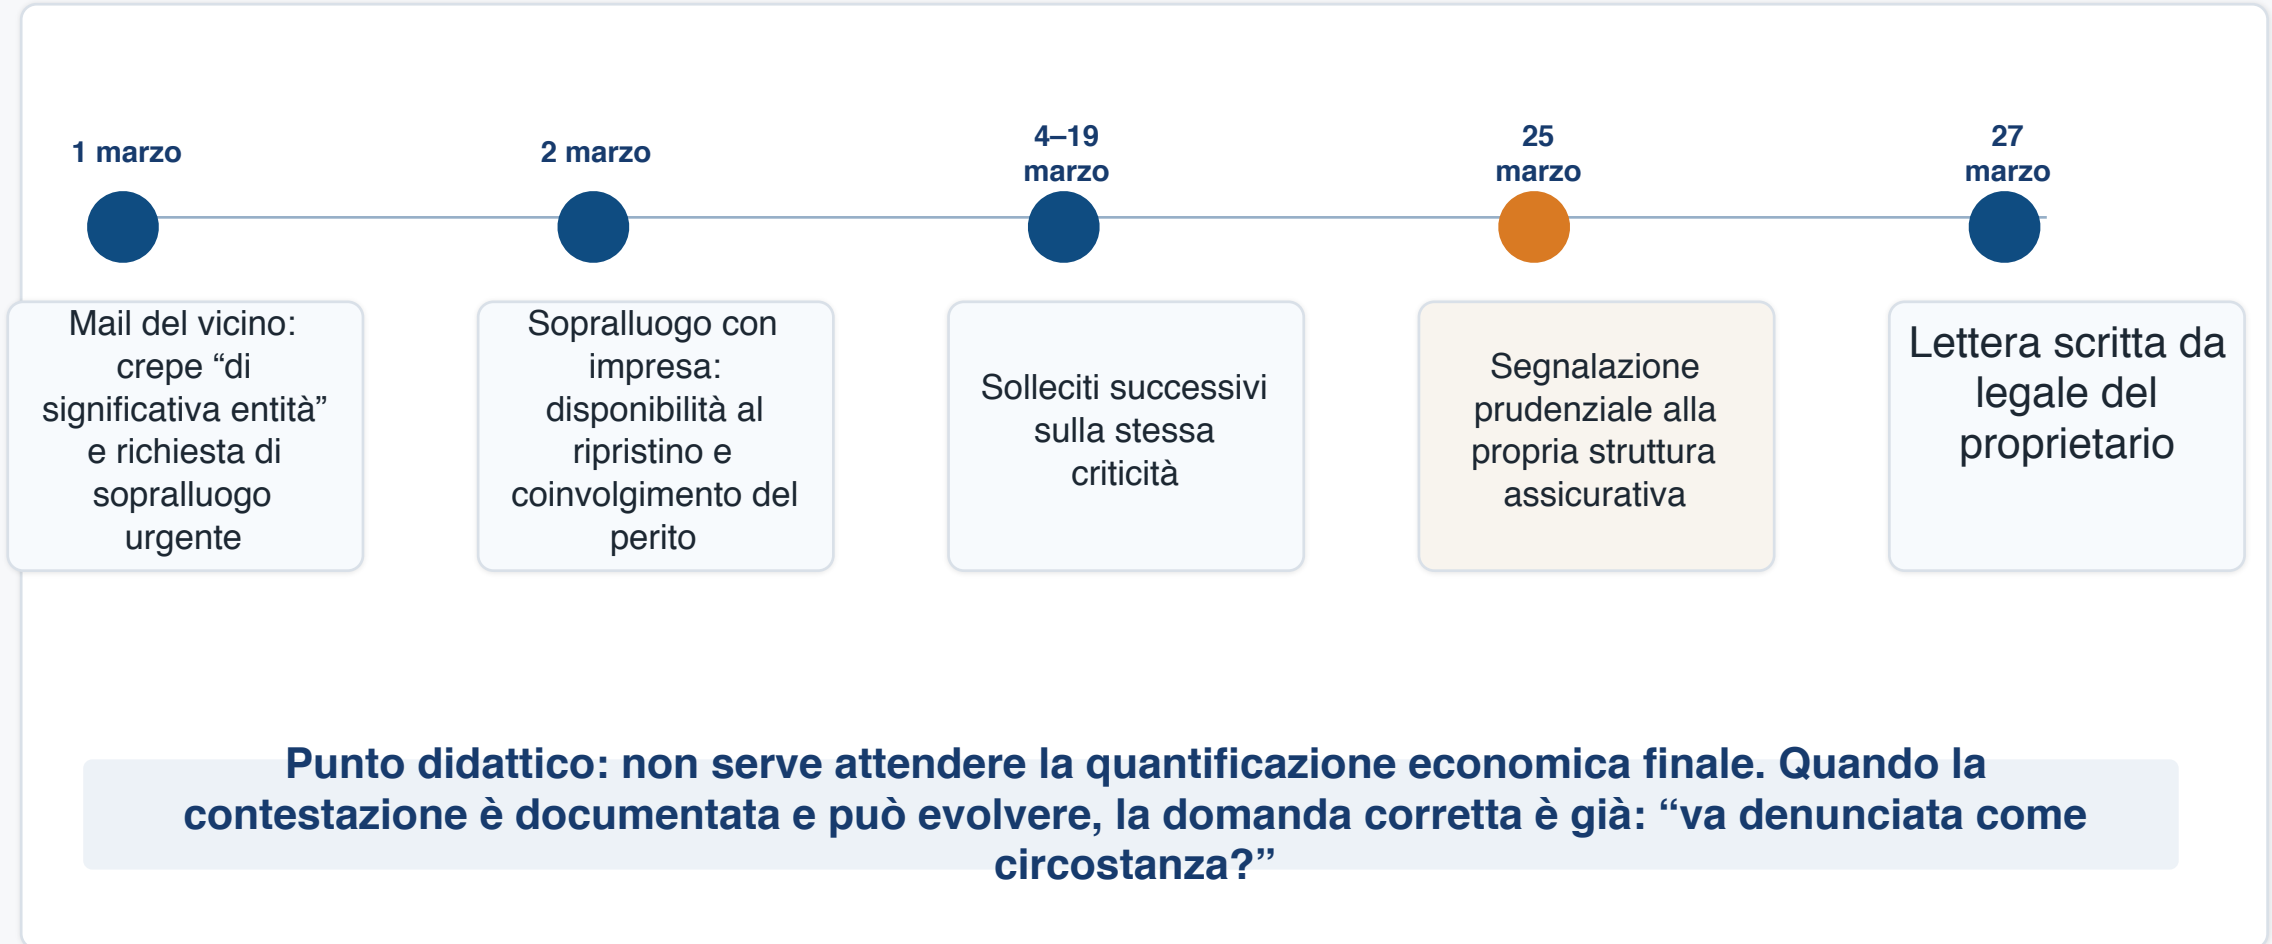 1 marzo
2 marzo
4–19
marzo
25
marzo
27
marzo
Mail del vicino:
crepe “di
significativa entità”
e richiesta di
sopralluogo
urgente
Sopralluogo con
impresa:
disponibilità al
ripristino e
coinvolgimento del
perito
Solleciti successivi
sulla stessa
criticità
Segnalazione
prudenziale alla
propria struttura
assicurativa
Lettera scritta da
legale del
proprietario
Punto didattico: non serve attendere la quantificazione economica finale. Quando la
contestazione è documentata e può evolvere, la domanda corretta è già: “va denunciata come
circostanza?”